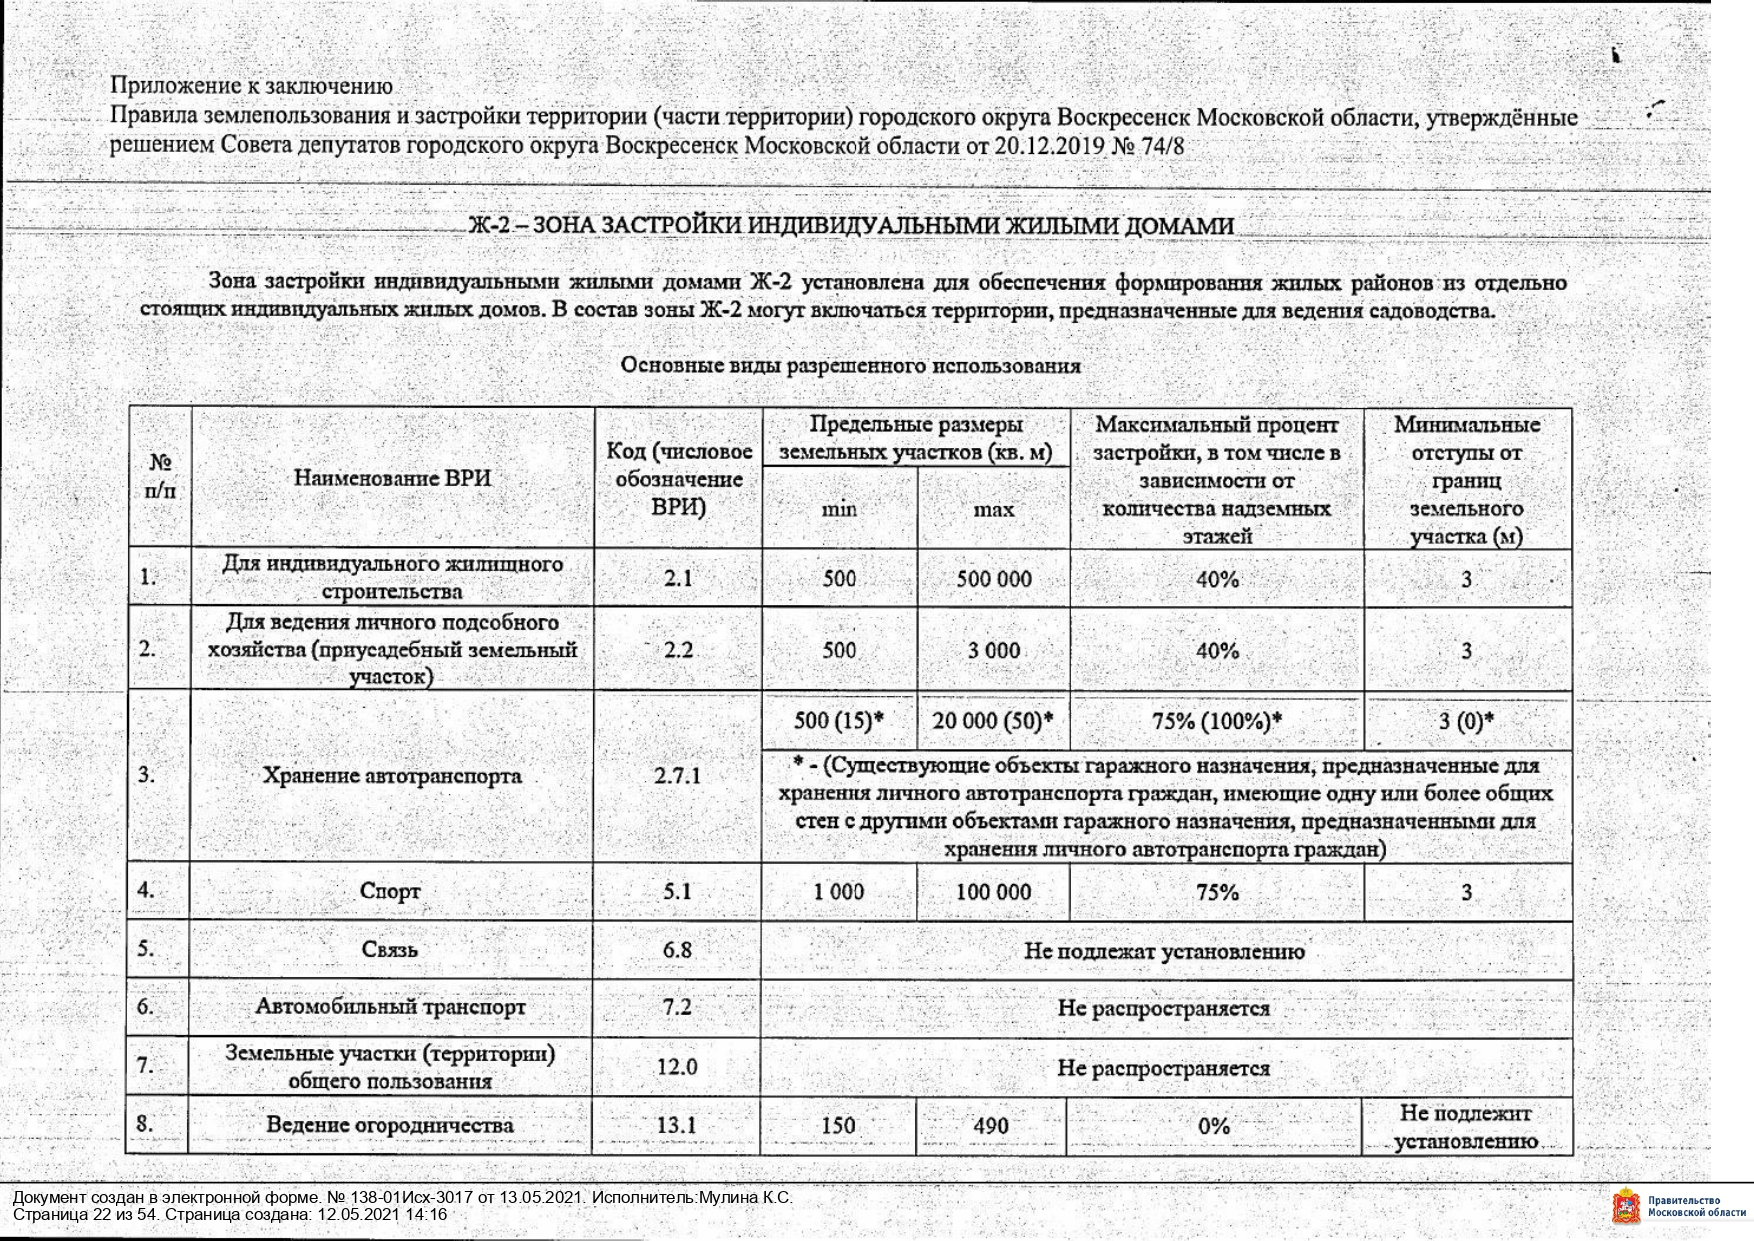 Приложение к заключению
Правила землепользования и застройки территории (части территории) городского округа Воскресенск Московской области, утверждённые
решением Совета депутатов городского округа Воскресенск Московской области от 20.12.2019 № 74/8
Ж-2 – ЗОНА ЗАСТРОЙКИ ИНДИВИДУАЛЬНЫМИ ЖИЛЫМИ ДОМАМИ
Зона застройки индивидуальными жилыми домами Ж-2 установлена для обеспечения формирования жилых районов из отдельно
стоящих индивидуальных жилых домов. В состав зоны Ж-2 могут включаться территории, предназначенные для ведения садоводства.
Основные виды разрешенного использования
№
п/п
Наименование ВРИ
Код (числовое
обозначение
ВРИ)
Предельные размеры
земельных участков (кв. м)
min
max
Максимальный процент
застройки, в том числе в
зависимости от
количества надземных
этажей
Минимальные
отступы от
границ
земельного
участка (м)
1.
Для индивидуального жилищного
строительства
2.1
500
500 000
40%
3
2.
Для ведения личного подсобного
хозяйства (приусадебный земельный
участок)
2.2
500
3 000
40%
3
3.
Хранение автотранспорта
2.7.1
500 (15)*
20 000 (50)*
75% (100%)*
3 (0)*
* - (Существующие объекты гаражного назначения, предназначенные для
хранения личного автотранспорта граждан, имеющие одну или более общих
стен с другими объектами гаражного назначения, предназначенными для
хранения личного автотранспорта граждан)
4.
Спорт
5.1
1 000
100 000
75%
3
5.
Связь
6.8
Не подлежат установлению
6.
Автомобильный транспорт
7.2
Не распространяется
7.
Земельные участки (территории)
общего пользования
12.0
Не распространяется
8.
Ведение огородничества
13.1
150
490
0%
Не подлежит
установлению
Документ создан в электронной форме. № 138-01Исх-3017 от 13.05.2021. Исполнитель:Мулина К.С.
Страница 22 из 54. Страница создана: 12.05.2021 14:16
Правительство
Московской области